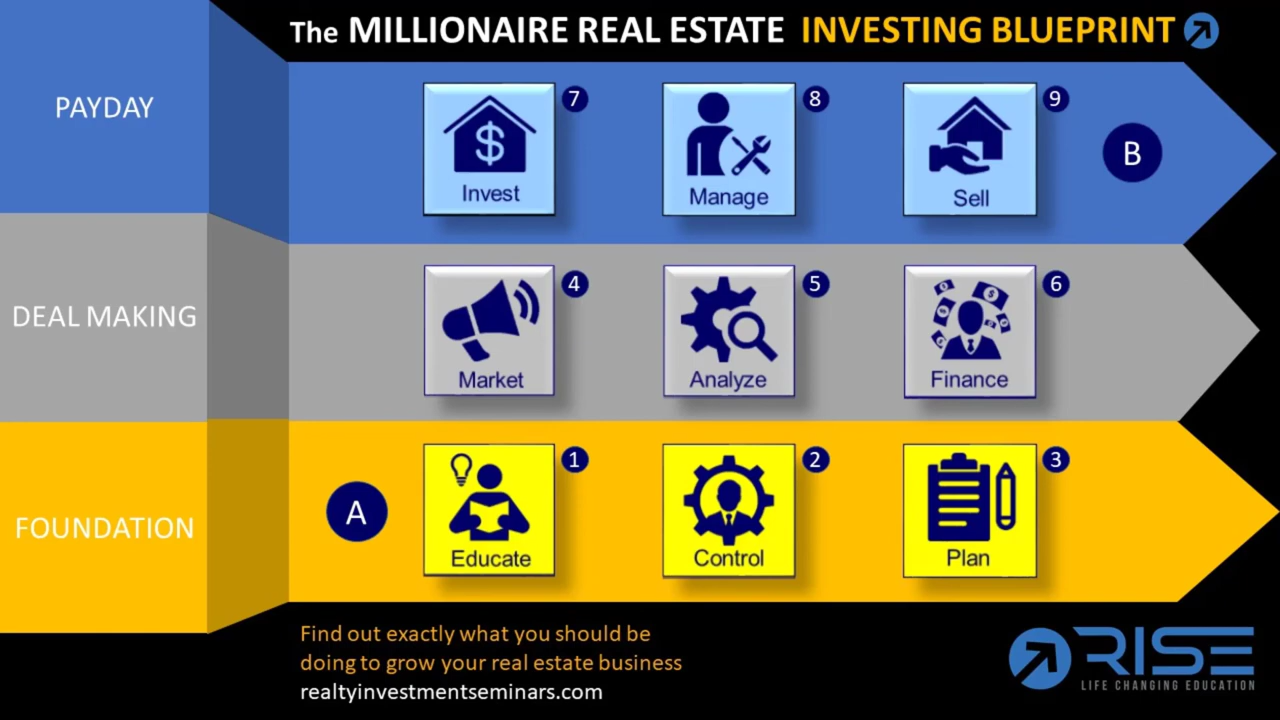 The MILLIONAIRE REAL ESTATE INVESTING BLUEPRINT
PAYDAY
7
Invest
8
Manage
9
Sell
B
DEAL MAKING
4
Market
5
Analyze
6
Finance
FOUNDATION
A
1
Educate
2
Control
3
Plan
Find out exactly what you should be
doing to grow your real estate business
realtyinvestmentseminars.com
RISE
LIFE CHANGING EDUCATION